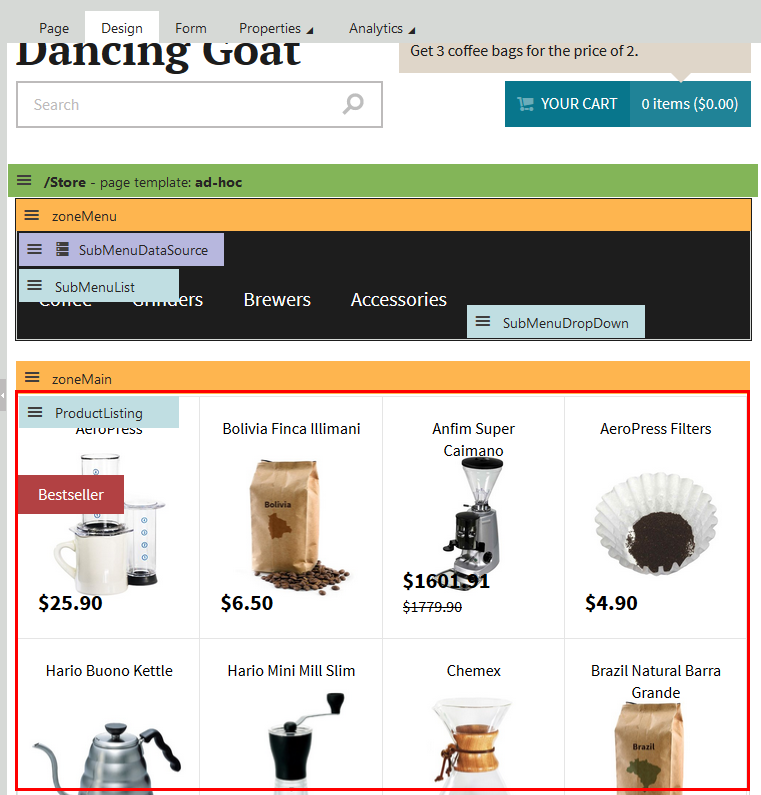 Page Design Form Properties Analytics
Dancing Goat
Get 3 coffee bags for the price of 2.
Search
YOUR CART 0 items ($0.00)
/Store - page template: ad-hoc
zoneMenu
SubMenuDataSource
SubMenuList
Coffee Grinders Brewers Accessories
SubMenuDropDown
zoneMain
ProductListing
AeroPress
Bolivia Finca Illimani
Anfim Super
Caimano
AeroPress Filters
Bestseller
Bolivia
$25.90
$6.50
$1601.91
$1779.90
$4.90
Hario Buono Kettle
Hario Mini Mill Slim
Chemex
Brazil Natural Barra
Grande
Brazil